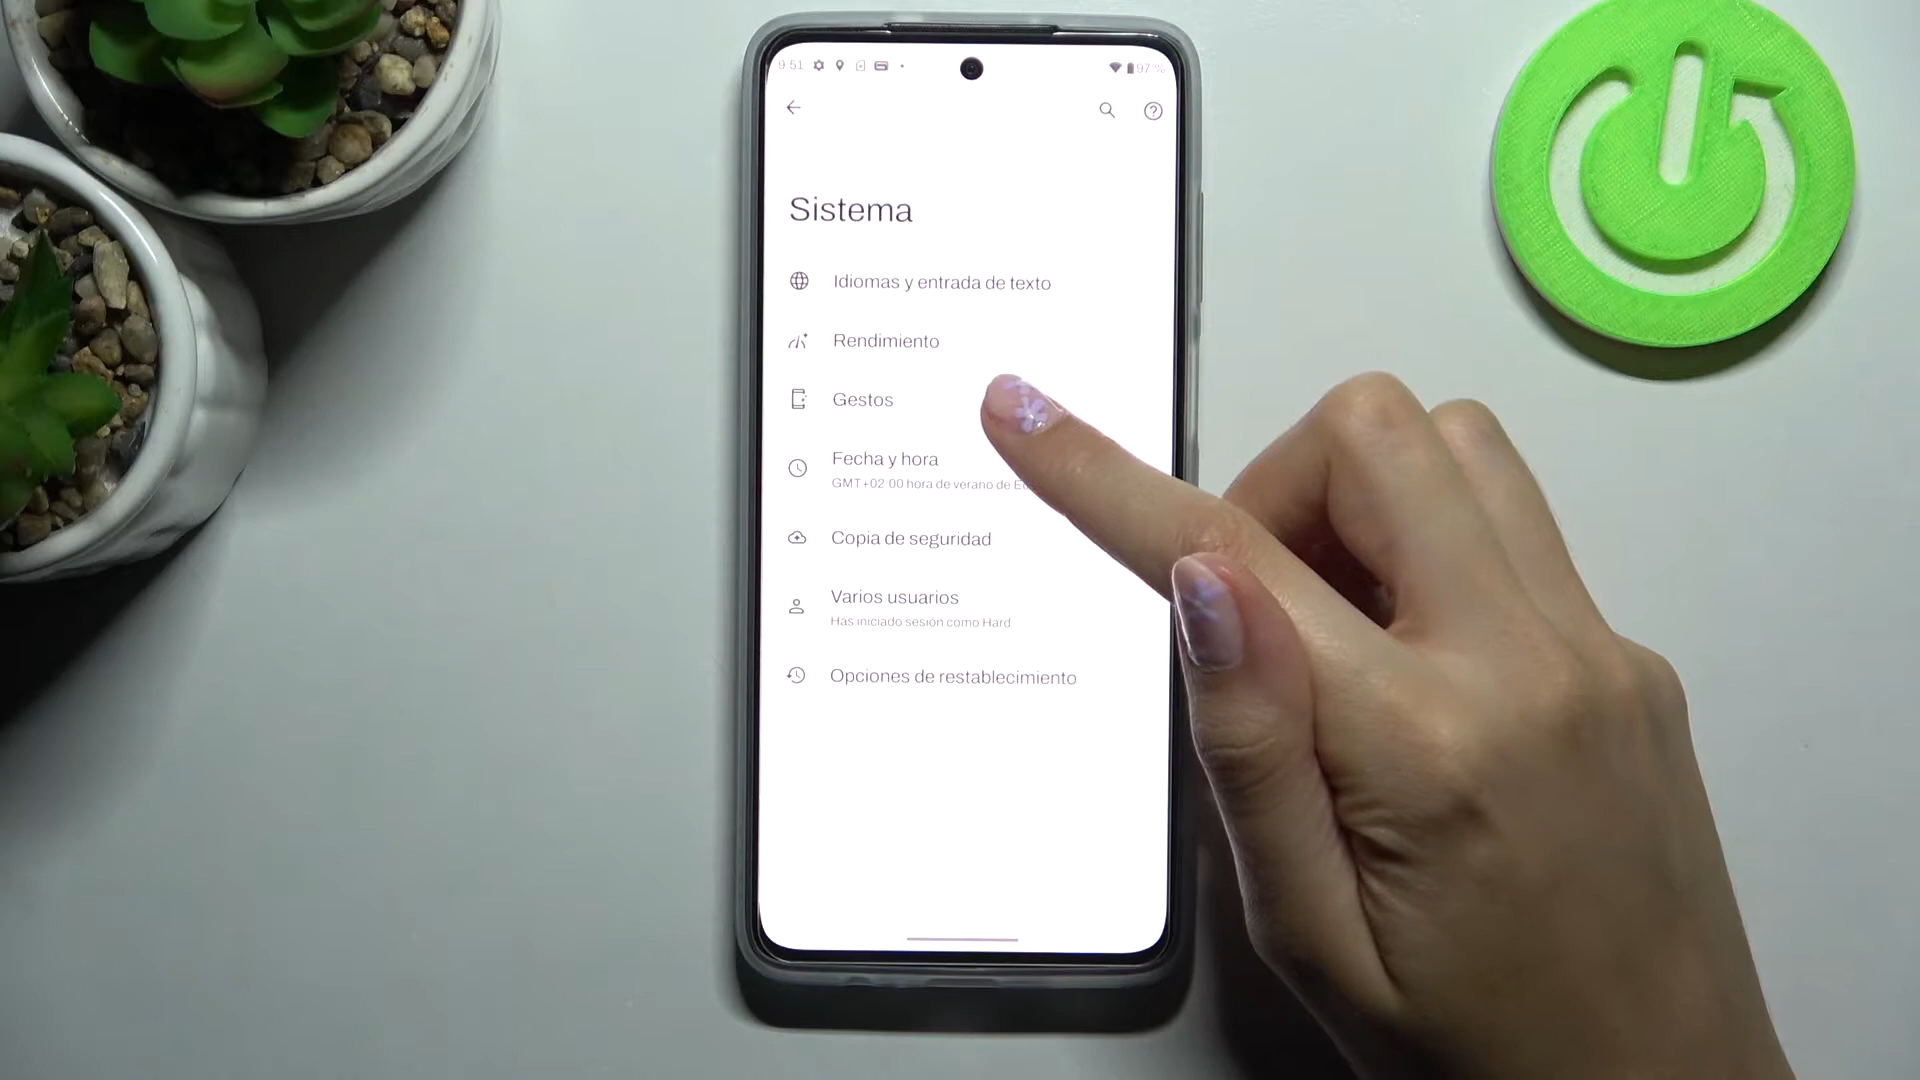 9:51
97 %
Sistema
Idiomas y entrada de texto
Rendimiento
Gestos
Fecha y hora
GMT+02:00 hora de verano de
Copia de seguridad
Varios usuarios
Has iniciado sesión como Hard
Opciones de restablecimiento